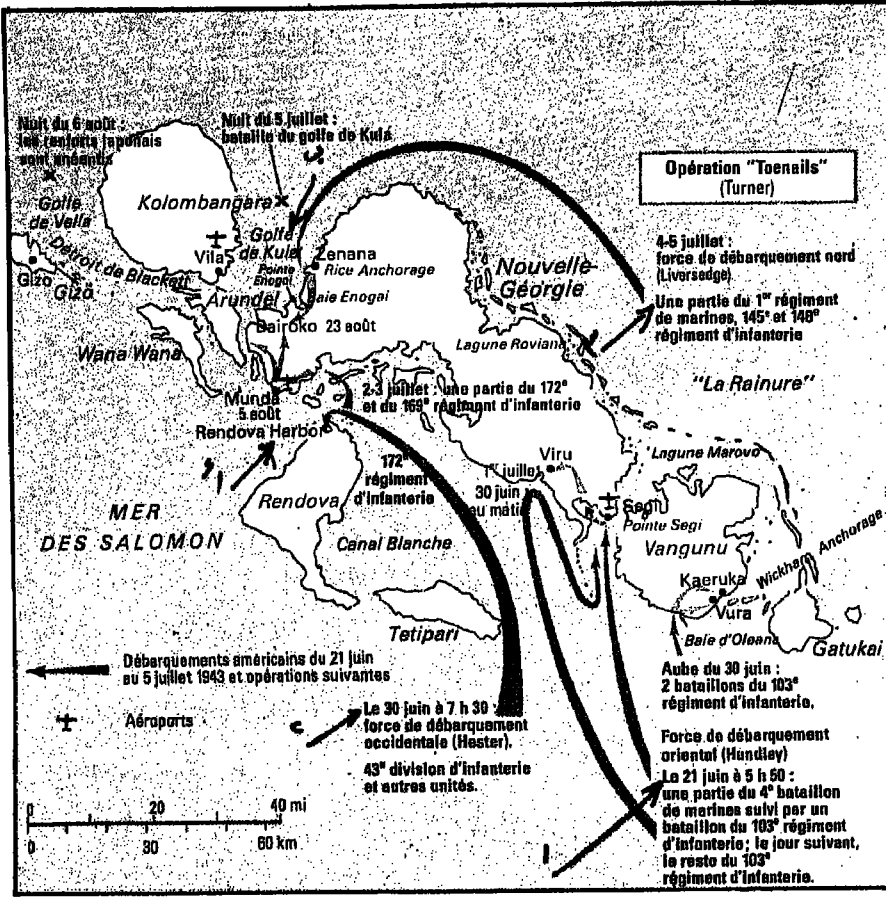 Nuit du 6 août :
les renforts japonais
sont anéantis
Nuit du 5 juillet :
bataille du golfe de Kula
Opération "Toenails"
(Turner)
Golfe
de Vella
Kolombangara
Golfe
de Kula
Vila
Pointe
Enogai
Zenana
Rice Anchorage
Baie Enogai
Détroit de Blackett
Gizo
Gizo
Arundel
Nouvelle-
Géorgie
4-5 juillet :
force de débarquement nord
(Liversedge)
Une partie du 1er régiment
de marines, 145e et 148e
régiment d'infanterie
Bairoko 23 août
Wana Wana
Lagune Roviana
"La Rainure"
Munda
5 août
Rendova Harbor
2-3 juillet : une partie du 172e
et du 169e régiment d'infanterie
172e
régiment
d'infanterie
Viru
1er juillet
30 juin
au matin
Lagune Marovo
Segi
Pointe Segi
Rendova
MER
DES SALOMON
Canal Blanche
Vangunu
Wickham Anchorage
Kaeruka
Vura
Tetipari
Baie d'Oleana
Gatukai
Débarquements américains du 21 juin
au 5 juillet 1943 et opérations suivantes
Aéroports
Le 30 juin à 7 h 30 :
force de débarquement
occidentale (Hester).
43e division d'infanterie
et autres unités.
Aube du 30 juin :
2 bataillons du 103e
régiment d'infanterie.
Force de débarquement
oriental (Hundley)
Le 21 juin à 5 h 50 :
une partie du 4e bataillon
de marines suivi par un
bataillon du 103e régiment
d'infanterie; le jour suivant,
le reste du 103e
régiment d'infanterie.
0 20 40 mi
0 30 60 km